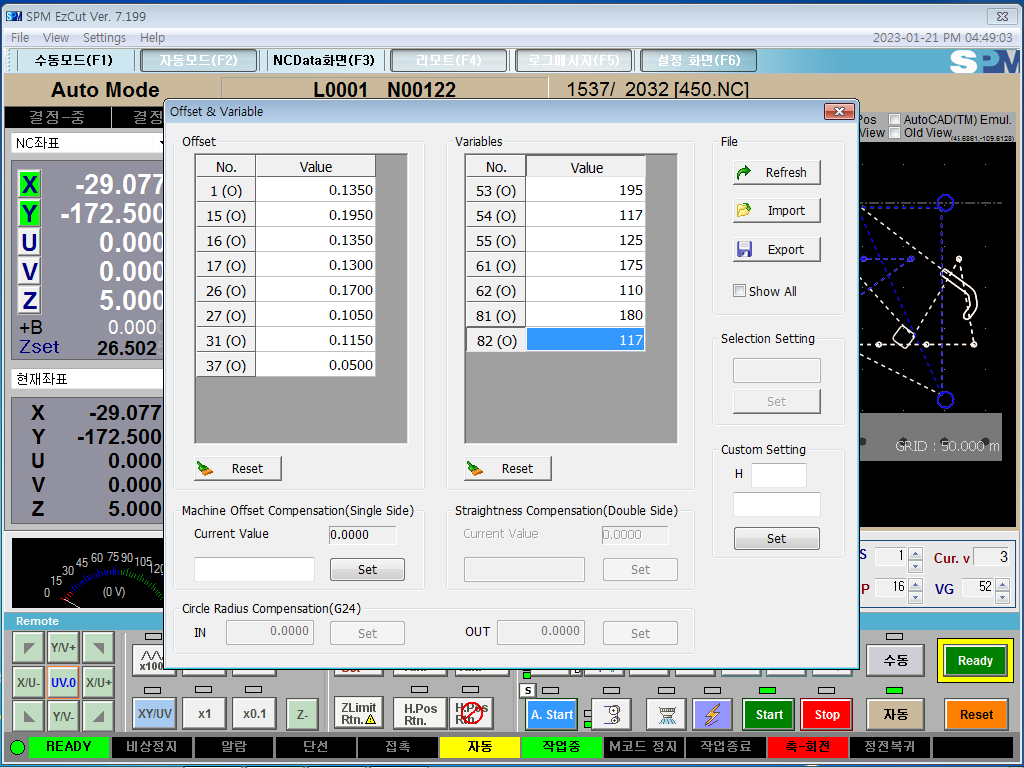 SPM EzCut Ver. 7.199
File View Settings Help
2023-01-21 PM 04:49:03
수동모드(F1) 자동모드(F2) NCData화면(F3) 리모트(F4) 로그메시지(F5) 설정 화면(F6)
SPM
Auto Mode L0001 N00122 1537/ 2032 [450.NC]
결정-중 결정
AutoCAD(TM) Emul.
View Old View
NC좌표
X -29.077
Y -172.500
U 0.000
V 0.000
Z 5.000
+B 0.000
Zset 26.502
현재좌표
X -29.077
Y -172.500
U 0.000
V 0.000
Z 5.000
Offset & Variable
Offset
No. Value
1 (O) 0.1350
15 (O) 0.1950
16 (O) 0.1350
17 (O) 0.1300
26 (O) 0.1700
27 (O) 0.1050
31 (O) 0.1150
37 (O) 0.0500
Reset
Variables
No. Value
53 (O) 195
54 (O) 117
55 (O) 125
61 (O) 175
62 (O) 110
81 (O) 180
82 (O) 117
Reset
File
Refresh
Import
Export
Show All
Selection Setting
Set
Custom Setting
H
Set
Machine Offset Compensation(Single Side)
Current Value 0.0000
Set
Straightness Compensation(Double Side)
Current Value 0.0000
Set
Circle Radius Compensation(G24)
IN 0.0000 Set OUT 0.0000 Set
GRID : 50.000 m
0 15 30 45 60 75 90 105 120
(0 V)
S 1 Cur. v 3
P 16 VG 52
Remote
Y/V+
X/U- UV.0 X/U+
Y/V-
x100
XY/UV x1 x0.1 Z-
ZLimit Rtn.
H.Pos Rtn.
S
A. Start
Start Stop
수동 Ready
자동 Reset
READY 비상정지 알람 단선 접촉 자동 작업중 M코드 정지 작업종료 축-회전 정전복귀